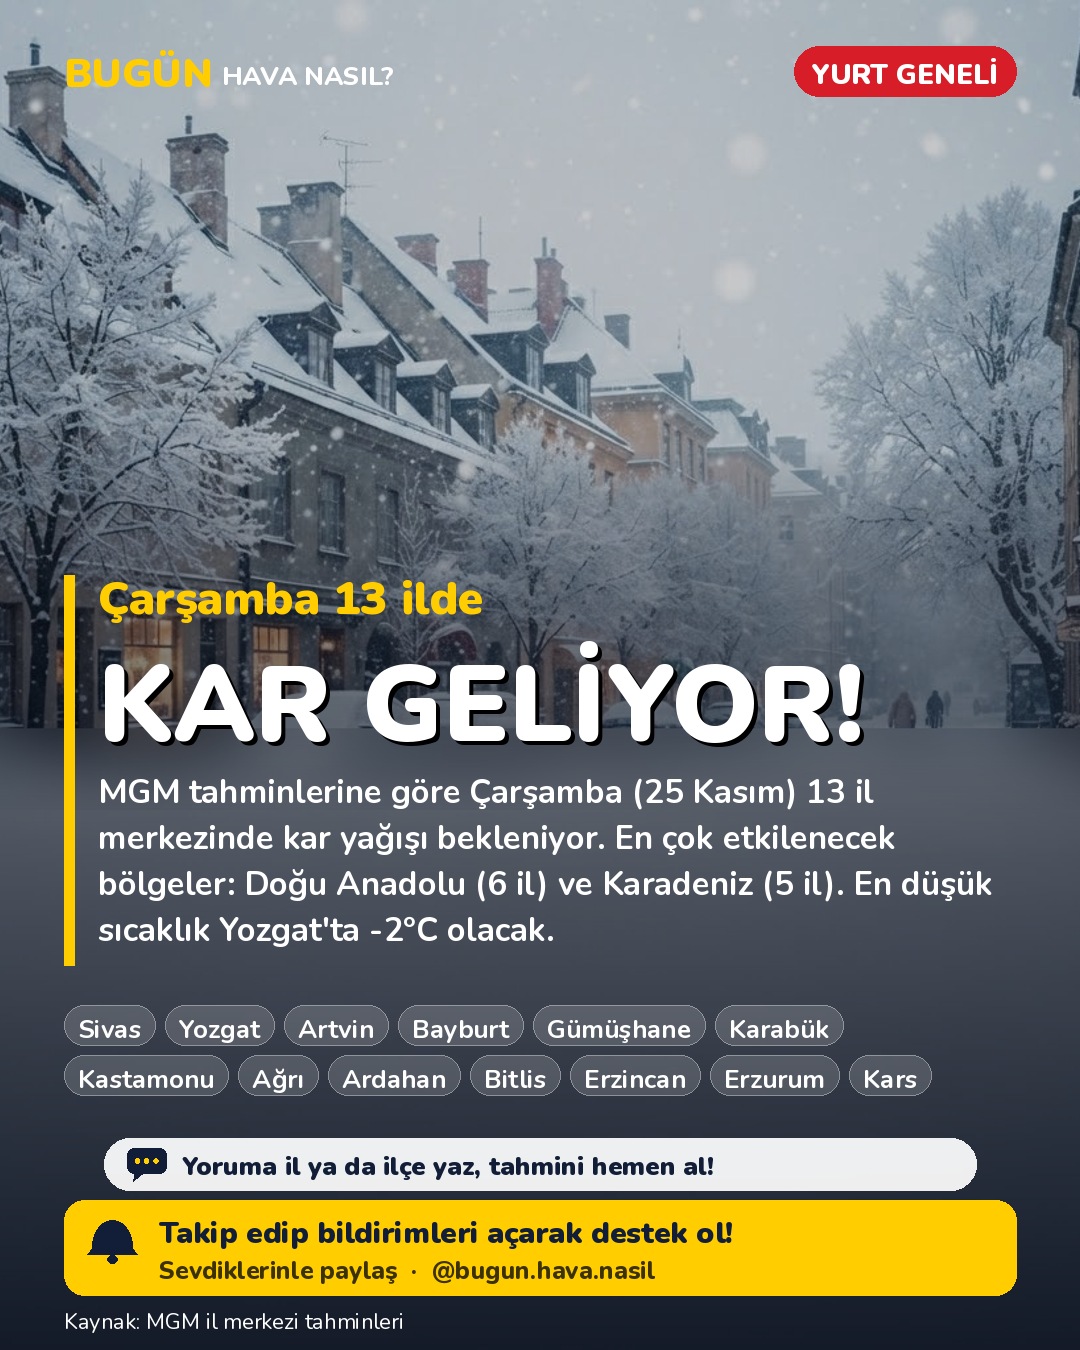 BUGÜN HAVA NASIL?
YURT GENELİ
Çarşamba 13 ilde
KAR GELİYOR!
MGM tahminlerine göre Çarşamba (25 Kasım) 13 il
merkezinde kar yağışı bekleniyor. En çok etkilenecek
bölgeler: Doğu Anadolu (6 il) ve Karadeniz (5 il). En düşük
sıcaklık Yozgat'ta -2°C olacak.
Sivas Yozgat Artvin Bayburt Gümüşhane Karabük
Kastamonu Ağrı Ardahan Bitlis Erzincan Erzurum Kars
Yoruma il ya da ilçe yaz, tahmini hemen al!
Takip edip bildirimleri açarak destek ol!
Sevdiklerinle paylaş · @bugun.hava.nasil
Kaynak: MGM il merkezi tahminleri